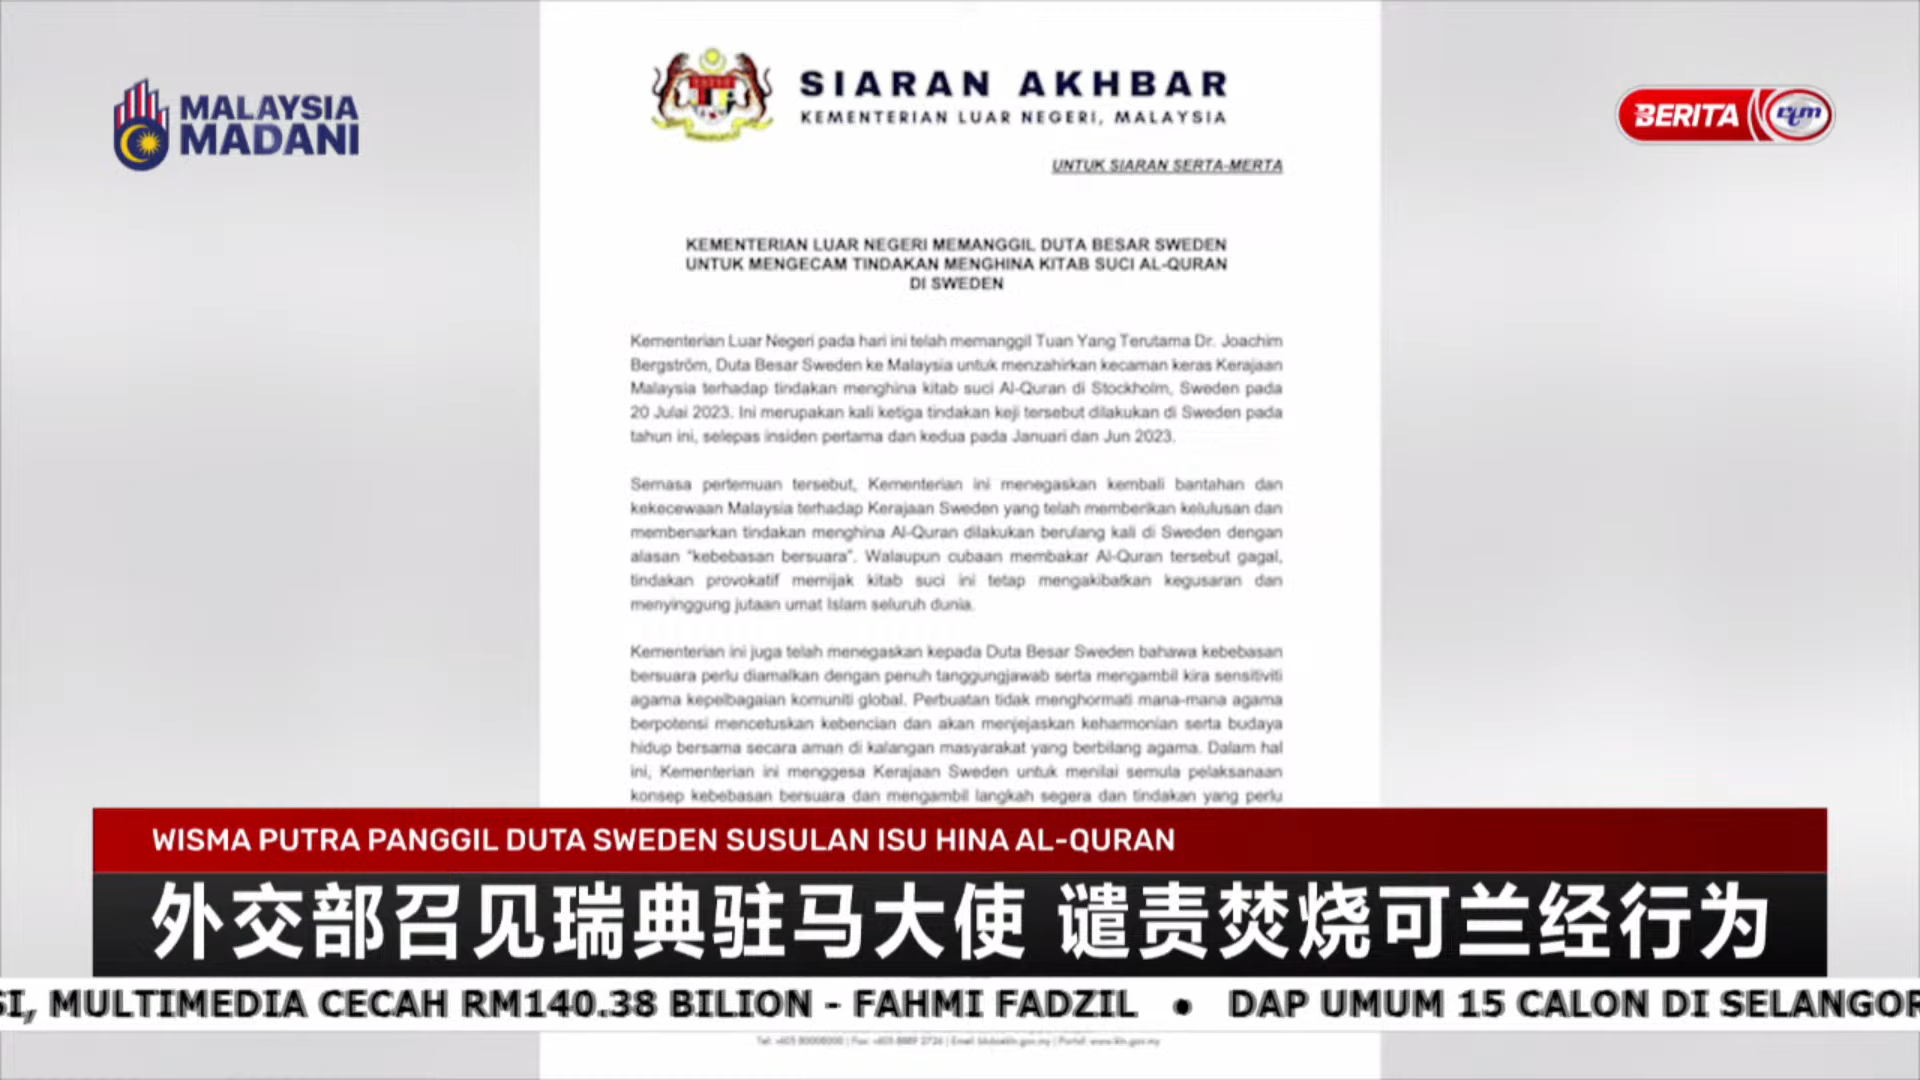 MALAYSIA
MADANI
SIARAN AKHBAR
KEMENTERIAN LUAR NEGERI, MALAYSIA
BERITA rtm
UNTUK SIARAN SERTA-MERTA
KEMENTERIAN LUAR NEGERI MEMANGGIL DUTA BESAR SWEDEN
UNTUK MENGECAM TINDAKAN MENGHINA KITAB SUCI AL-QURAN
DI SWEDEN
Kementerian Luar Negeri pada hari ini telah memanggil Tuan Yang Terutama Dr. Joachim
Bergström, Duta Besar Sweden ke Malaysia untuk menzahirkan kecaman keras Kerajaan
Malaysia terhadap tindakan menghina kitab suci Al-Quran di Stockholm, Sweden pada
20 Julai 2023. Ini merupakan kali ketiga tindakan keji tersebut dilakukan di Sweden pada
tahun ini, selepas insiden pertama dan kedua pada Januari dan Jun 2023.
Semasa pertemuan tersebut, Kementerian ini menegaskan kembali bantahan dan
kekecewaan Malaysia terhadap Kerajaan Sweden yang telah memberikan kelulusan dan
membenarkan tindakan menghina Al-Quran dilakukan berulang kali di Sweden dengan
alasan "kebebasan bersuara". Walaupun cubaan membakar Al-Quran tersebut gagal,
tindakan provokatif memijak kitab suci ini tetap mengakibatkan kegusaran dan
menyinggung jutaan umat Islam seluruh dunia.
Kementerian ini juga telah menegaskan kepada Duta Besar Sweden bahawa kebebasan
bersuara perlu diamalkan dengan penuh tanggungjawab serta mengambil kira sensitiviti
agama kepelbagaian komuniti global. Perbuatan tidak menghormati mana-mana agama
berpotensi mencetuskan kebencian dan akan menjejaskan keharmonian serta budaya
hidup bersama secara aman di kalangan masyarakat yang berbilang agama. Dalam hal
ini, Kementerian ini menggesa Kerajaan Sweden untuk menilai semula pelaksanaan
konsep kebebasan bersuara dan mengambil langkah segera dan tindakan yang perlu
WISMA PUTRA PANGGIL DUTA SWEDEN SUSULAN ISU HINA AL-QURAN
外交部召见瑞典驻马大使 谴责焚烧可兰经行为
SI, MULTIMEDIA CECAH RM140.38 BILION - FAHMI FADZIL • DAP UMUM 15 CALON DI SELANGOR